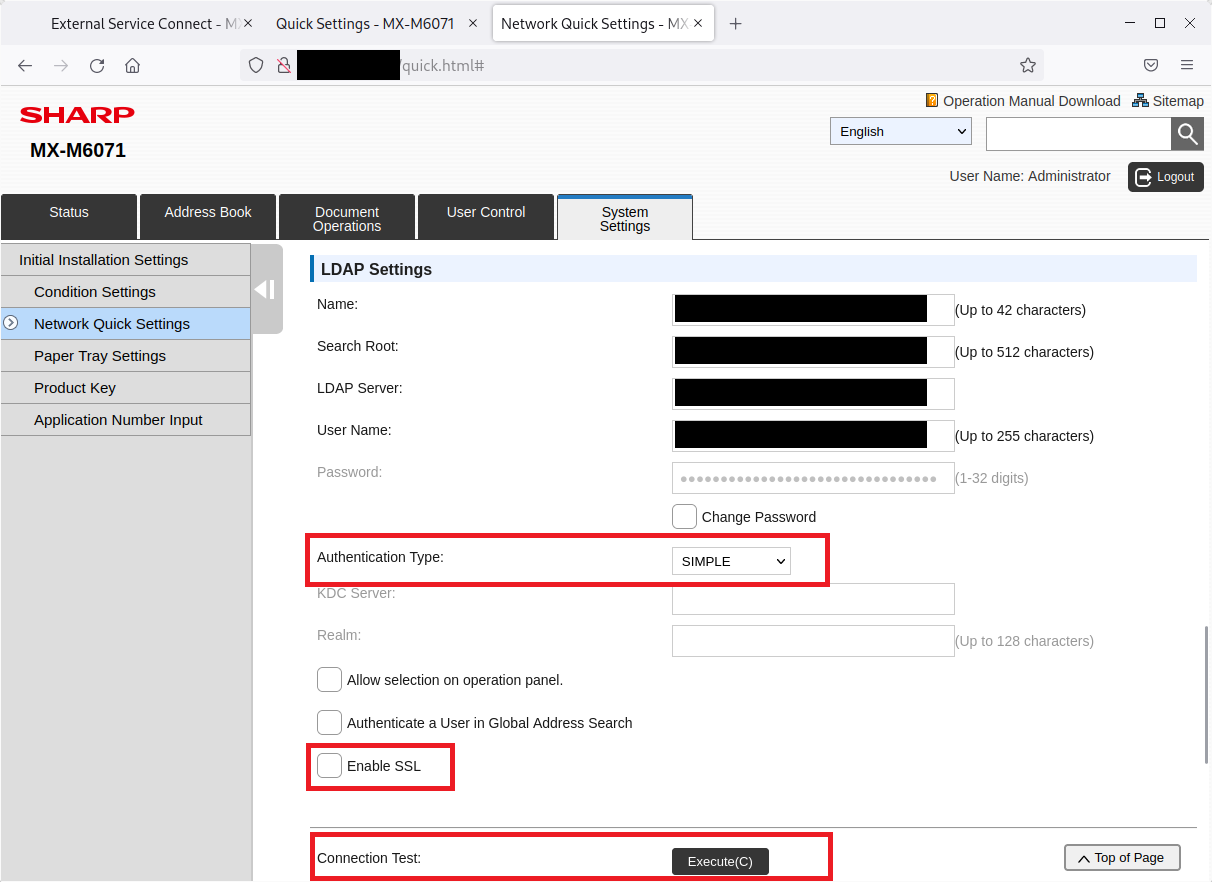 External Service Connect - MX
Quick Settings - MX-M6071
Network Quick Settings - MX
/quick.html#
Operation Manual Download
Sitemap
SHARP
MX-M6071
English
User Name: Administrator
Logout
Status
Address Book
Document
Operations
User Control
System
Settings
Initial Installation Settings
Condition Settings
Network Quick Settings
Paper Tray Settings
Product Key
Application Number Input
LDAP Settings
Name:
(Up to 42 characters)
Search Root:
(Up to 512 characters)
LDAP Server:
User Name:
(Up to 255 characters)
Password:
(1-32 digits)
Change Password
Authentication Type:
SIMPLE
KDC Server:
Realm:
(Up to 128 characters)
Allow selection on operation panel.
Authenticate a User in Global Address Search
Enable SSL
Connection Test:
Execute(C)
Top of Page